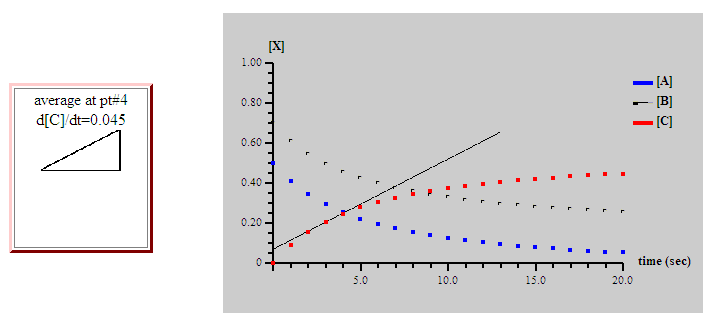 average at pt#4
d[C]/dt=0.045
[X]
1.00
0.80
0.60
0.40
0.20
0
5.0
10.0
15.0
20.0
time (sec)
[A]
[B]
[C]